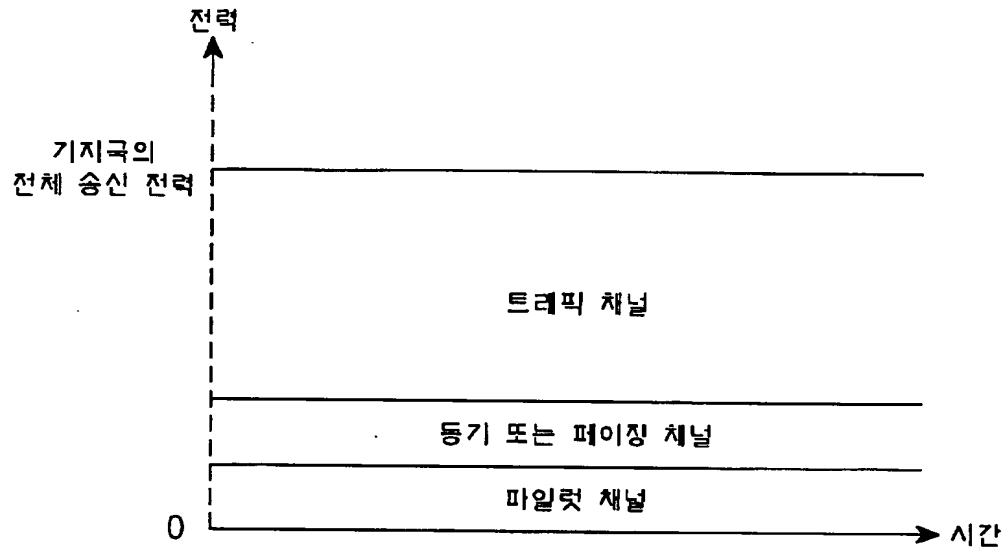 전력
기지국의
전체 송신 전력
트래픽 채널
동기 또는 페이징 채널
파일럿 채널
0
시간